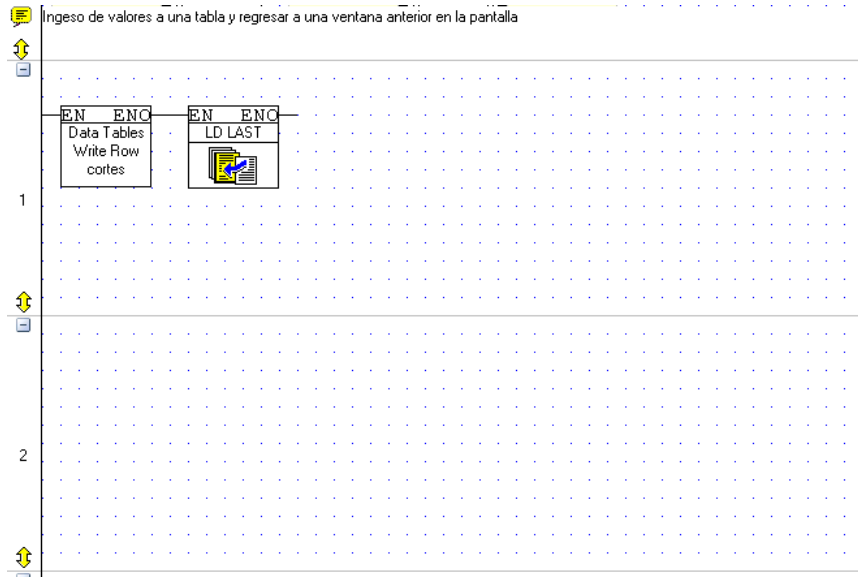 Ingeso de valores a una tabla y regresar a una ventana anterior en la pantalla
EN ENO
Data Tables
Write Row
cortes
EN ENO
LD LAST
1
2